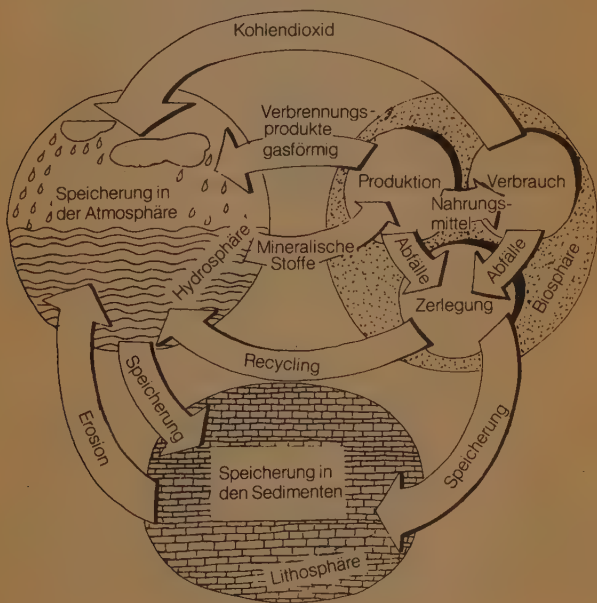 Kohlendioxid
Verbrennungs-
produkte
gasförmig
Speicherung in
der Atmosphäre
Produktion
Verbrauch
Nahrungs-
mittel
Hydrosphäre
Mineralische
Stoffe
Abfälle
Abfälle
Zerlegung
Biosphäre
Recycling
Speicherung
Erosion
Speicherung
Speicherung in
den Sedimenten
Lithosphäre